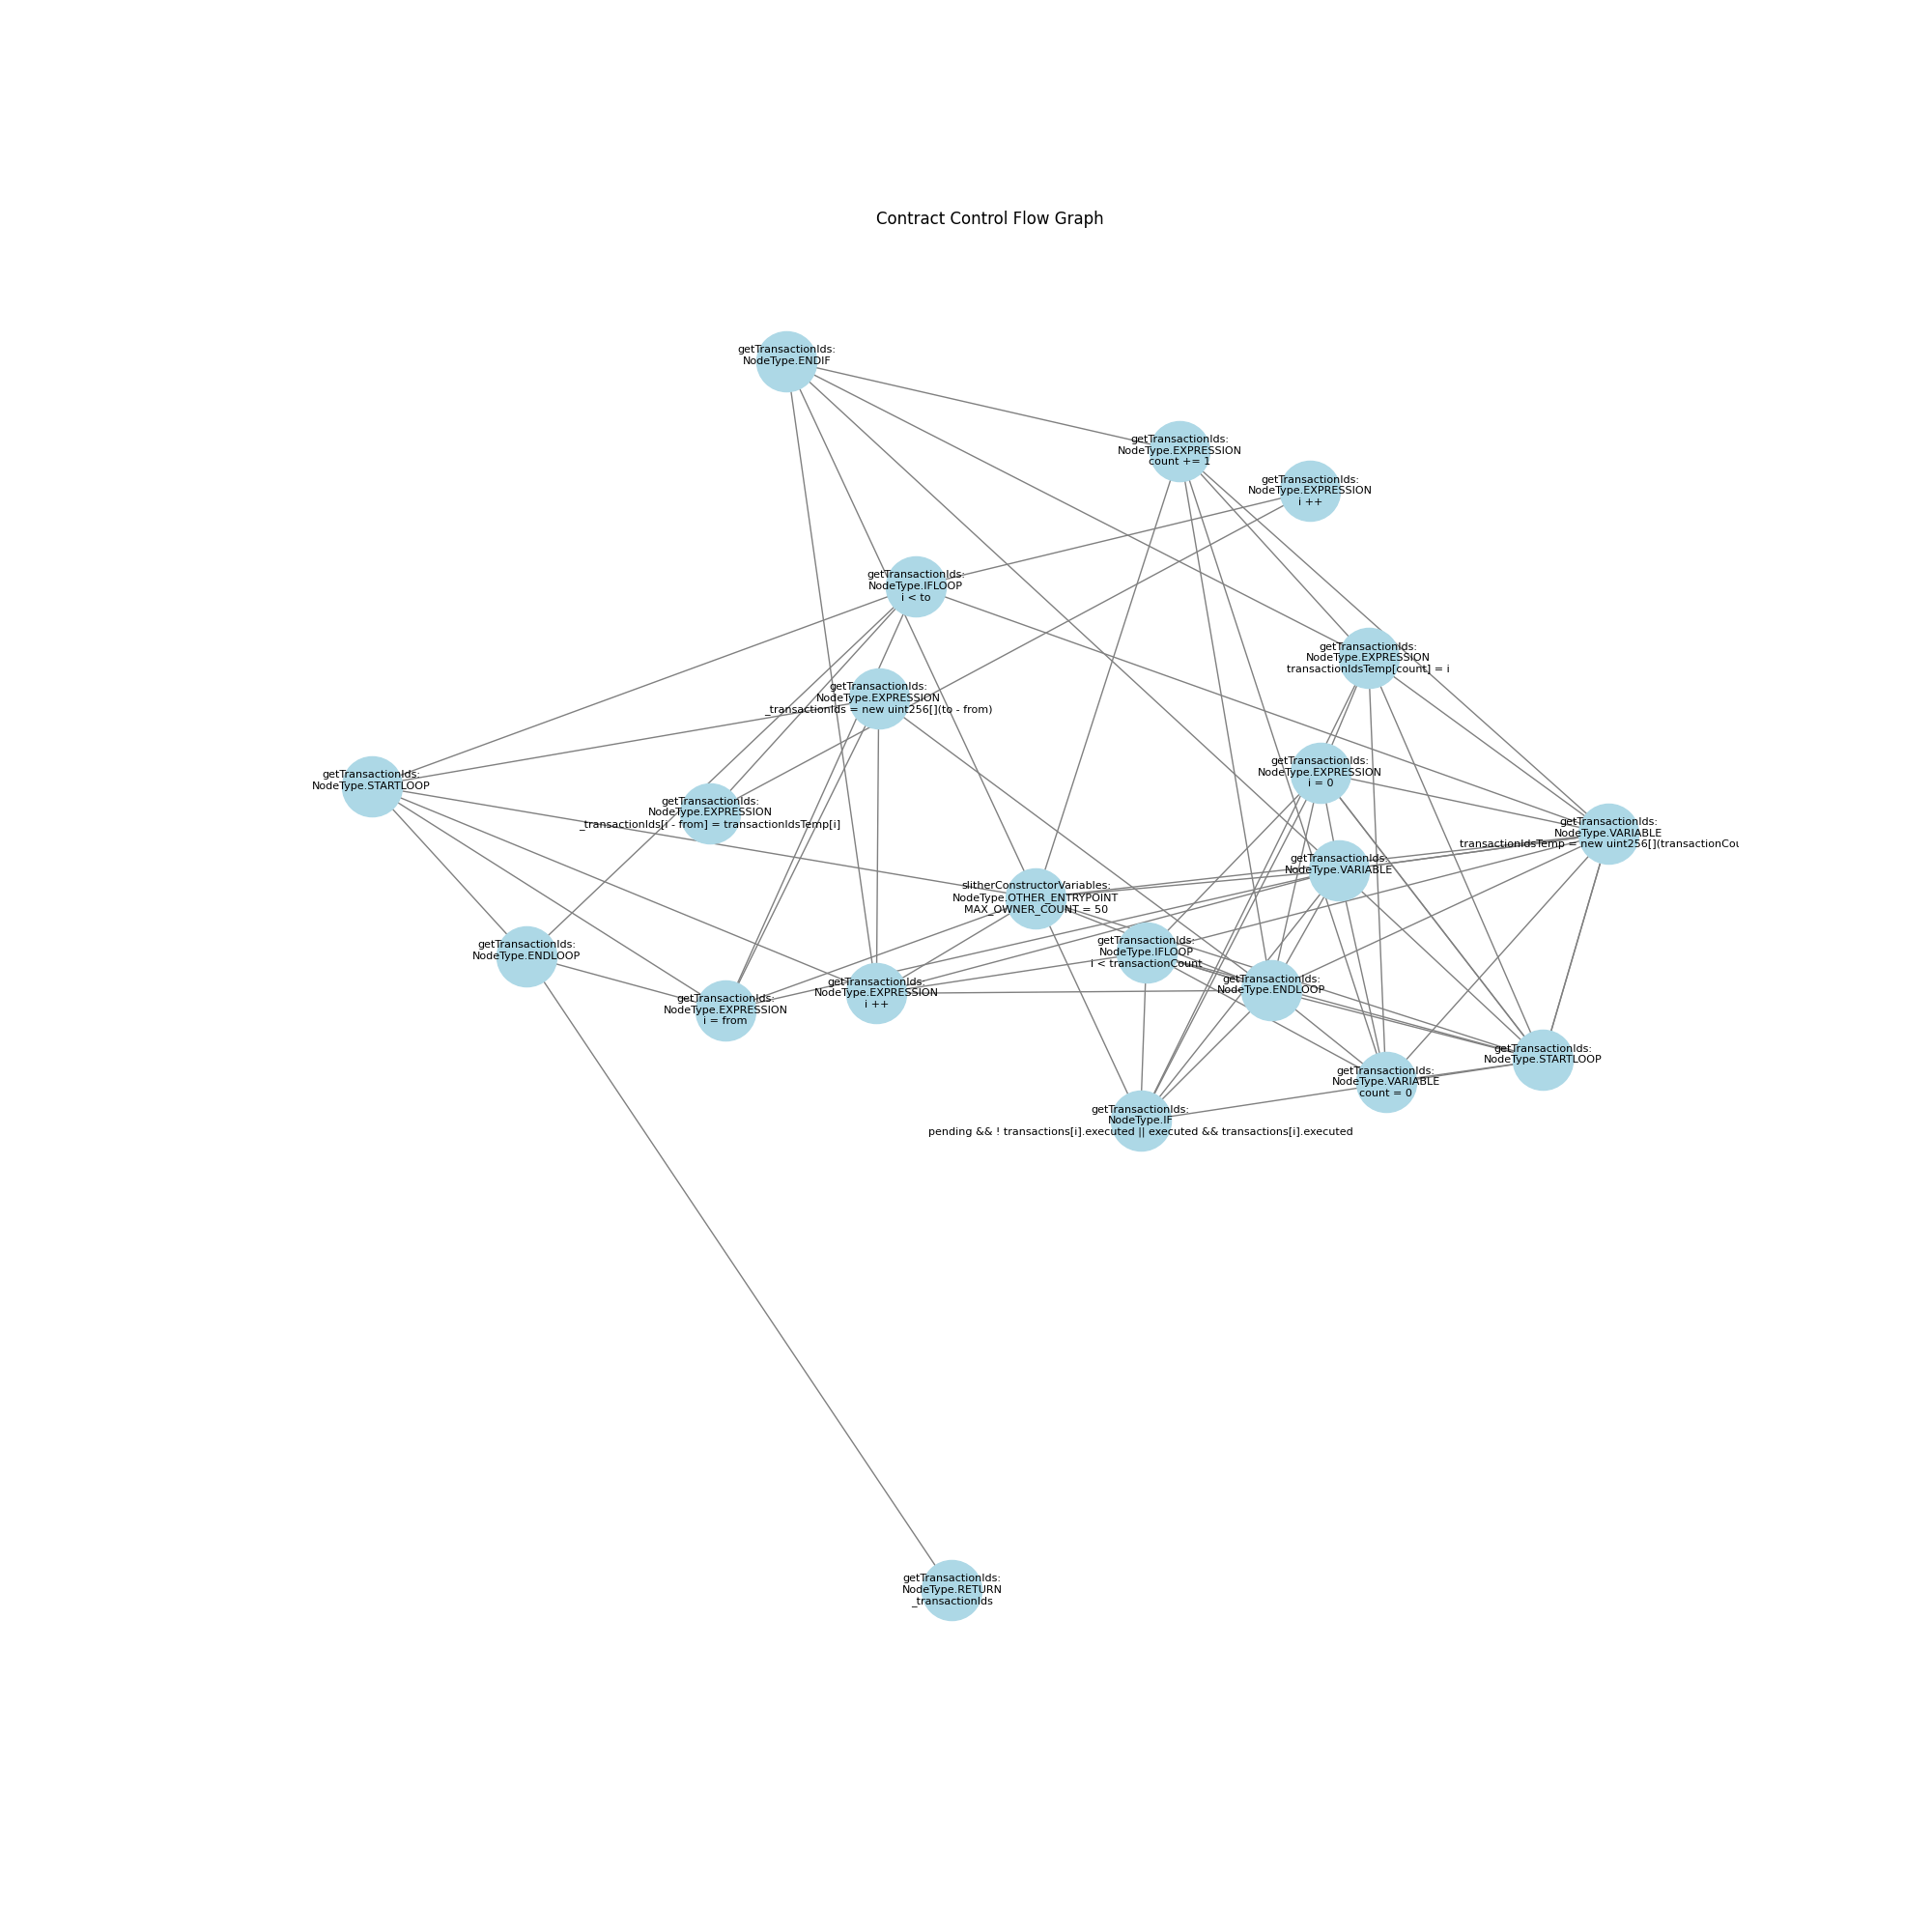 Contract Control Flow Graph
getTransactionIds:
NodeType.ENDIF
getTransactionIds:
NodeType.EXPRESSION
count += 1
getTransactionIds:
NodeType.EXPRESSION
i ++
getTransactionIds:
NodeType.IFLOOP
i < to
getTransactionIds:
NodeType.EXPRESSION
transactionIdsTemp[count] = i
getTransactionIds:
NodeType.EXPRESSION
_transactionIds = new uint256[](to - from)
getTransactionIds:
NodeType.EXPRESSION
i = 0
getTransactionIds:
NodeType.STARTLOOP
getTransactionIds:
NodeType.EXPRESSION
_transactionIds[i - from] = transactionIdsTemp[i]
getTransactionIds:
NodeType.VARIABLE
transactionIdsTemp = new uint256[](transactionCou
getTransactionIds:
NodeType.VARIABLE
slitherConstructorVariables:
NodeType.OTHER_ENTRYPOINT
MAX_OWNER_COUNT = 50
getTransactionIds:
NodeType.ENDLOOP
getTransactionIds:
NodeType.IFLOOP
i < transactionCount
getTransactionIds:
NodeType.ENDLOOP
getTransactionIds:
NodeType.EXPRESSION
i ++
getTransactionIds:
NodeType.EXPRESSION
i = from
getTransactionIds:
NodeType.STARTLOOP
getTransactionIds:
NodeType.VARIABLE
count = 0
getTransactionIds:
NodeType.IF
pending && ! transactions[i].executed || executed && transactions[i].executed
getTransactionIds:
NodeType.RETURN
_transactionIds